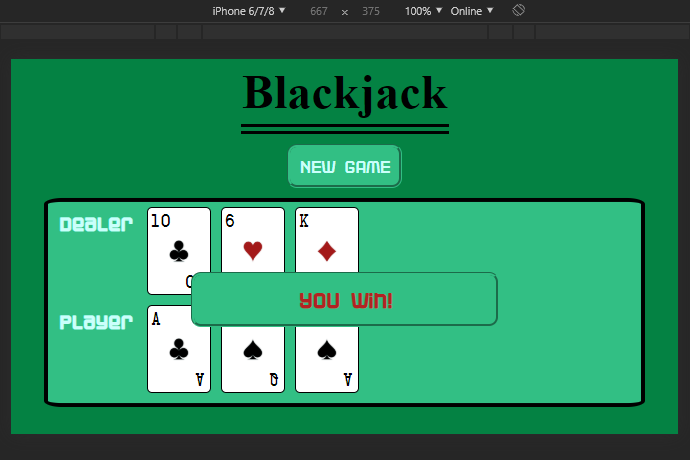 iPhone 6/7/8 ▼ 667 × 375 100% ▼ Online ▼
Blackjack
NEW GAME
Dealer 10 6 K
YOU WIN!
Player A
A Q A